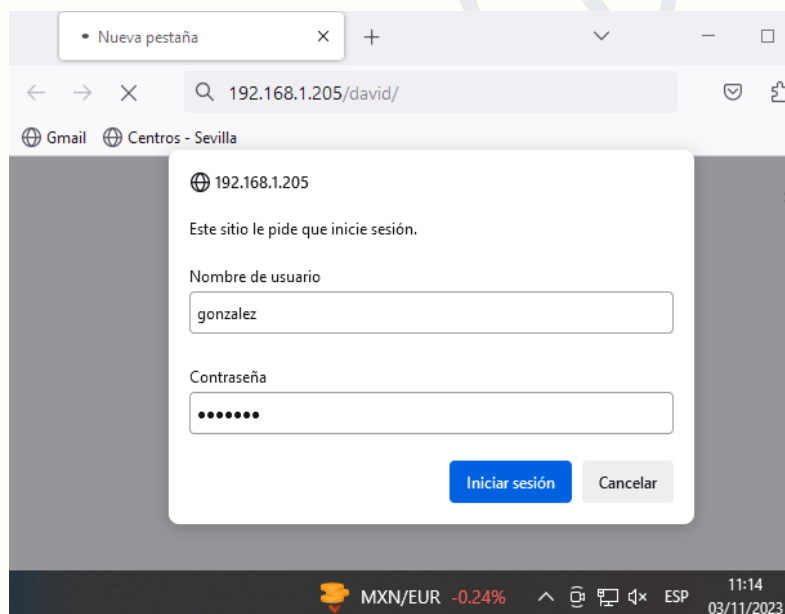 Nueva pestaña
192.168.1.205/david/
Gmail Centros - Sevilla
192.168.1.205
Este sitio le pide que inicie sesión.
Nombre de usuario
gonzalez
Contraseña
•••••••
Iniciar sesión Cancelar
MXN/EUR -0.24% ESP 11:14
03/11/2023